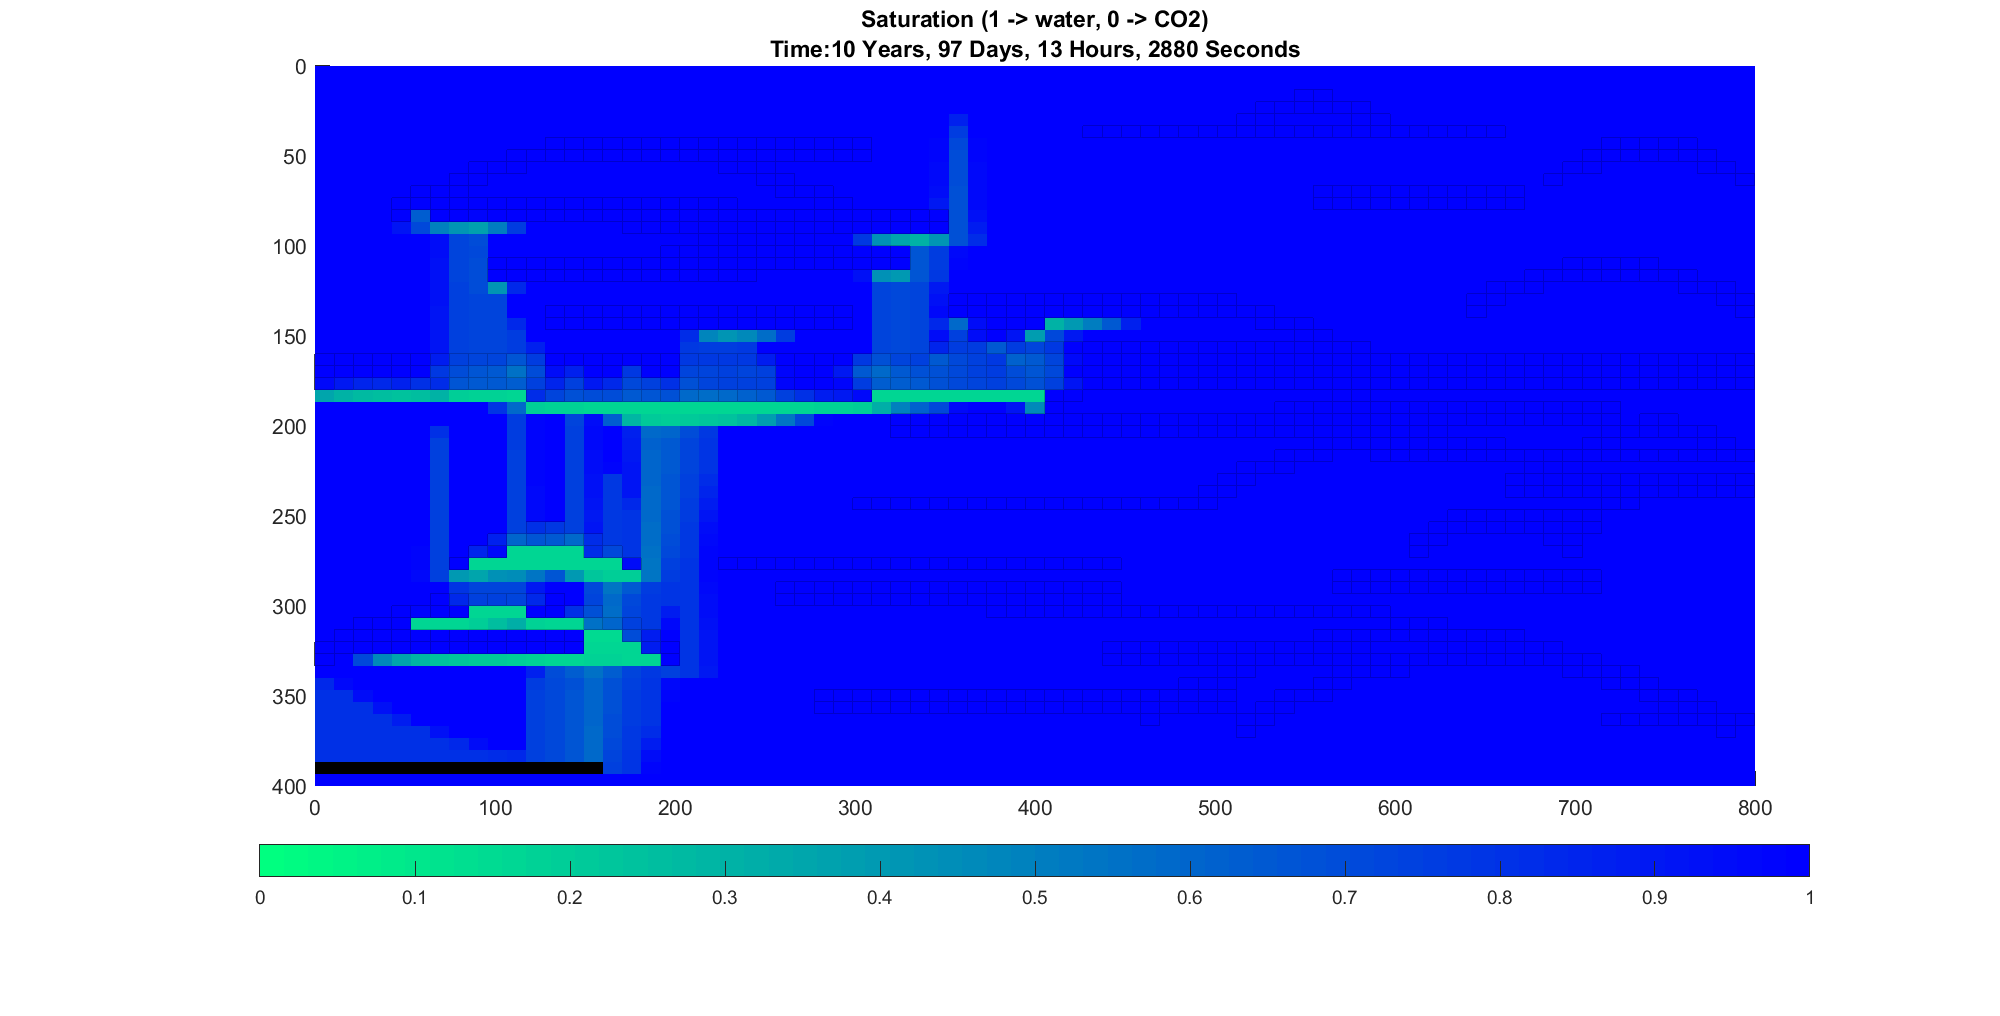 Saturation (1 -> water, 0 -> CO2)
Time:10 Years, 97 Days, 13 Hours, 2880 Seconds
0
50
100
150
200
250
300
350
400
0 100 200 300 400 500 600 700 800
0 0.1 0.2 0.3 0.4 0.5 0.6 0.7 0.8 0.9 1